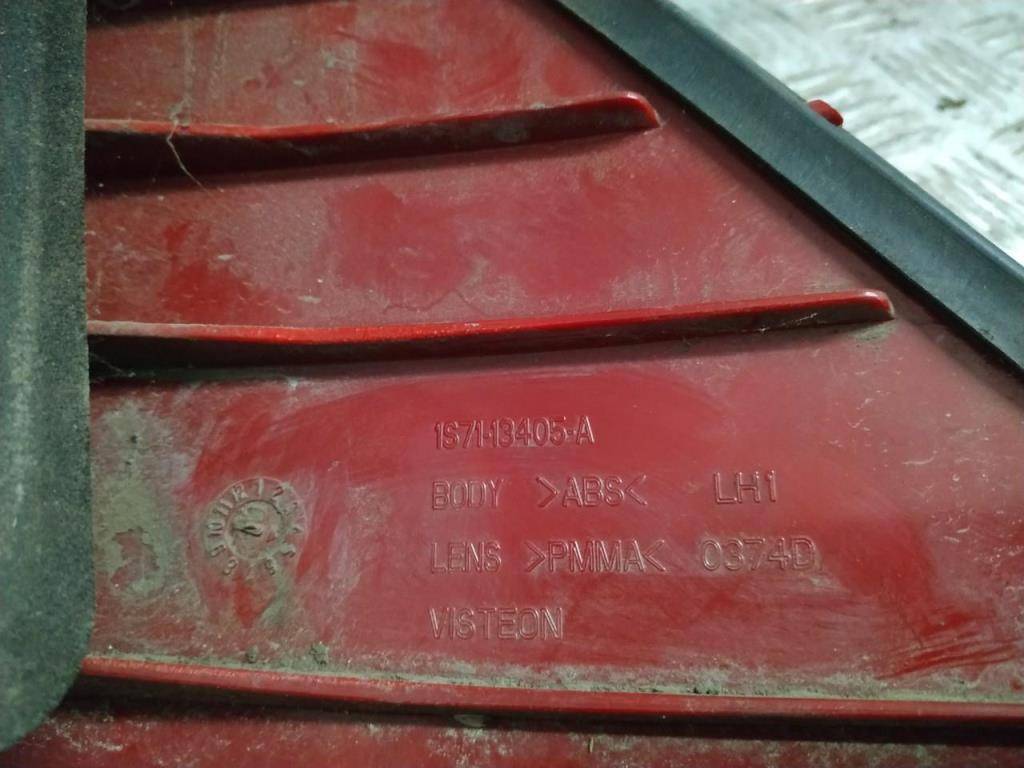 1S71-13405-A
BODY >ABS< LH1
LENS >PMMA< 0374D
VISTEON